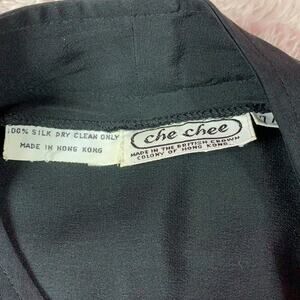 100% SILK DRY CLEAN ONLY
MADE IN HONG KONG
che chee
MADE IN THE BRITISH CROWN
COLONY OF HONG KONG